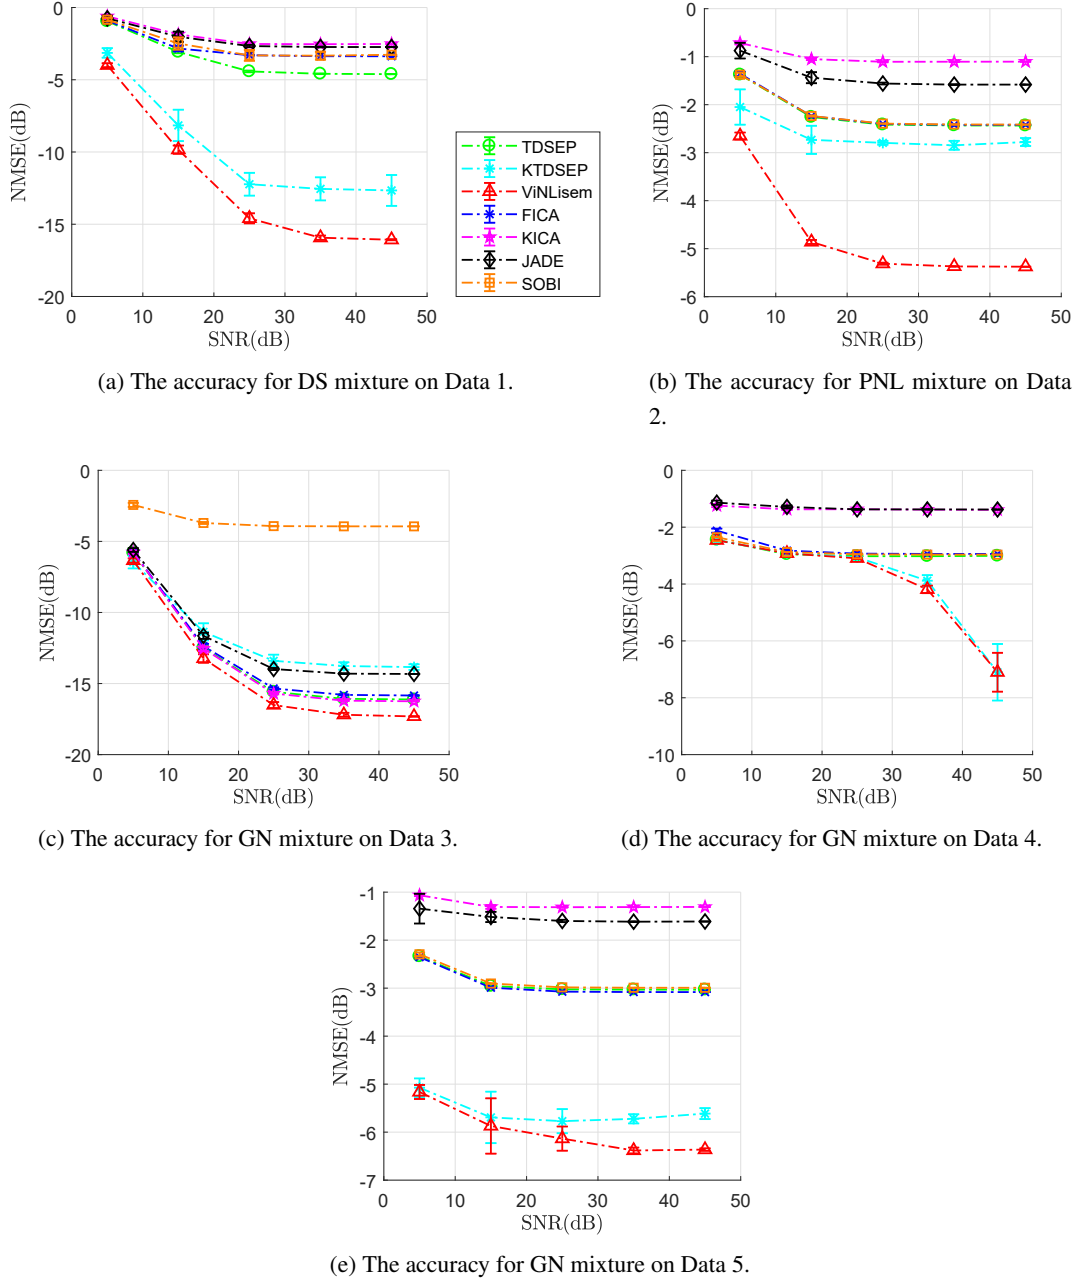 0
-5
-10
-15
-20
NMSE(dB)
0 10 20 30 40 50
SNR(dB)
TDSEP
KTDSEP
ViNLisem
FICA
KICA
JADE
SOBI
(a) The accuracy for DS mixture on Data 1.
0
-1
-2
-3
-4
-5
-6
NMSE(dB)
0 10 20 30 40 50
SNR(dB)
(b) The accuracy for PNL mixture on Data
2.
0
-5
-10
-15
-20
NMSE(dB)
0 10 20 30 40 50
SNR(dB)
(c) The accuracy for GN mixture on Data 3.
0
-2
-4
-6
-8
-10
NMSE(dB)
0 10 20 30 40 50
SNR(dB)
(d) The accuracy for GN mixture on Data 4.
-1
-2
-3
-4
-5
-6
-7
NMSE(dB)
0 10 20 30 40 50
SNR(dB)
(e) The accuracy for GN mixture on Data 5.